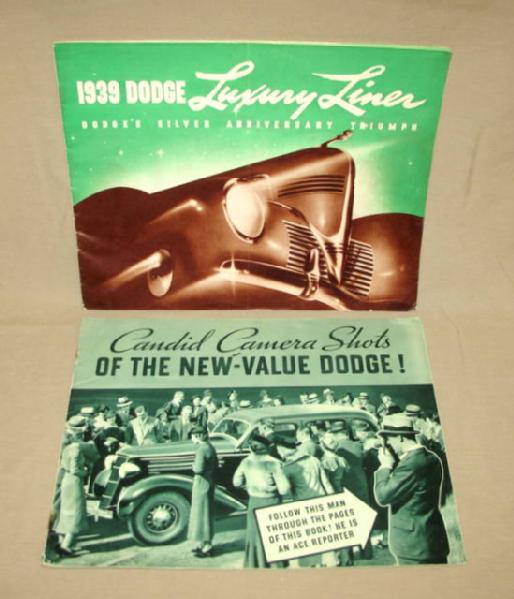 1939 DODGE Luxury Liner
DODGE'S SILVER ANNIVERSARY TRIUMPH
Candid Camera Shots
OF THE NEW-VALUE DODGE!
FOLLOW THIS MAN
THROUGH THE PAGES
OF THIS BOOK! HE IS
AN ACE REPORTER